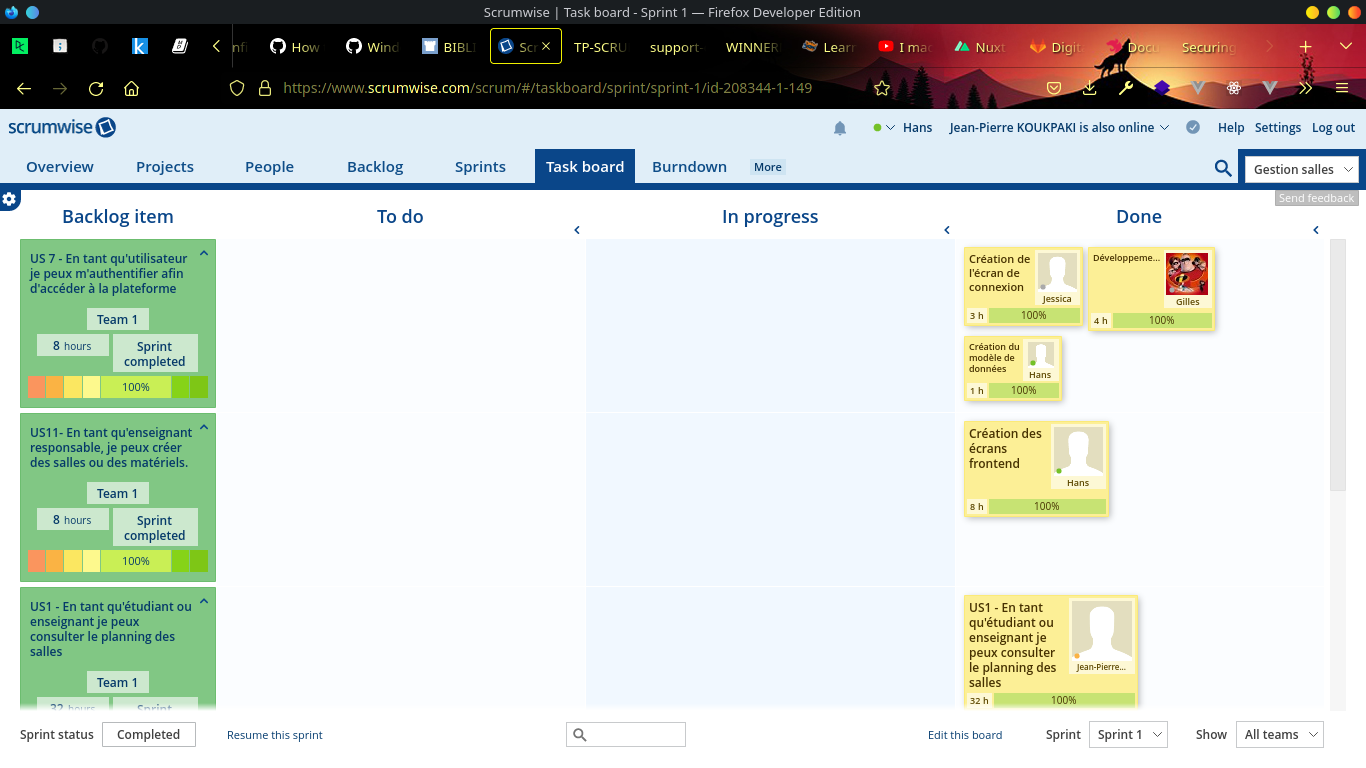 Scrumwise | Task board - Sprint 1 — Firefox Developer Edition
How
Wind
BIBLI
Scr
TP-SCRU
support-
WINNER
Learn
I mac
Nuxt
Digit
Docu
Securing
https://www.scrumwise.com/scrum/#/taskboard/sprint/sprint-1/id-208344-1-149
scrumwise
Hans
Jean-Pierre KOUKPAKI is also online
Help
Settings
Log out
Overview
Projects
People
Backlog
Sprints
Task board
Burndown
More
Gestion salles
Send feedback
Backlog item
To do
In progress
Done
US 7 - En tant qu'utilisateur
je peux m'authentifier afin
d'accéder à la plateforme
Team 1
8 hours
Sprint
completed
100%
Création de
l'écran de
connexion
Jessica
3 h
100%
Développeme...
Gilles
4 h
100%
Création du
modèle de
données
Hans
1 h
100%
US11- En tant qu'enseignant
responsable, je peux créer
des salles ou des matériels.
Team 1
8 hours
Sprint
completed
100%
Création des
écrans
frontend
Hans
8 h
100%
US1 - En tant qu'étudiant ou
enseignant je peux
consulter le planning des
salles
Team 1
32 hours
Sprint
US1 - En tant
qu'étudiant ou
enseignant je
peux consulter
le planning des
salles
Jean-Pierre...
32 h
100%
Sprint status
Completed
Resume this sprint
Edit this board
Sprint
Sprint 1
Show
All teams